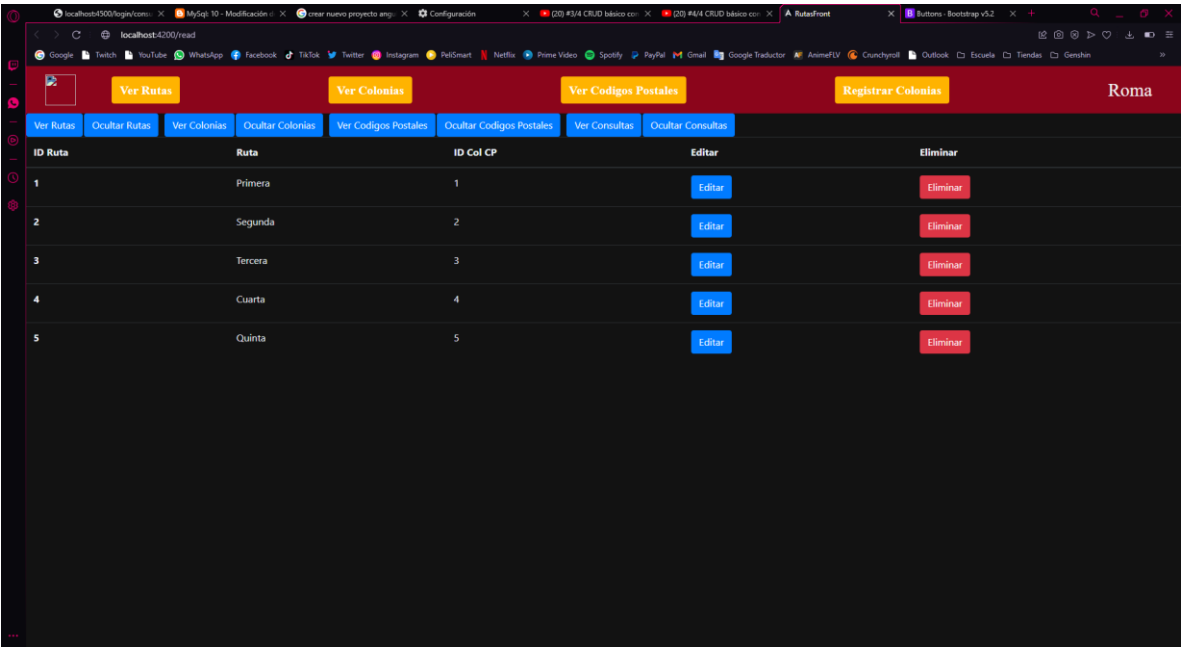 localhost:4500/login/consu
MySql: 10 - Modificación d
crear nuevo proyecto angu
Configuración
(20) #3/4 CRUD básico con
(20) #4/4 CRUD básico con
RutasFront
Buttons · Bootstrap v5.2
localhost:4200/read
Google Twitch YouTube WhatsApp Facebook TikTok Twitter Instagram PeliSmart Netflix Prime Video Spotify PayPal Gmail Google Traductor AnimeFLV Crunchyroll Outlook Escuela Tiendas Genshin
Ver Rutas Ver Colonias Ver Codigos Postales Registrar Colonias Roma
Ver Rutas Ocultar Rutas Ver Colonias Ocultar Colonias Ver Codigos Postales Ocultar Codigos Postales Ver Consultas Ocultar Consultas
ID Ruta Ruta ID Col CP Editar Eliminar
1 Primera 1 Editar Eliminar
2 Segunda 2 Editar Eliminar
3 Tercera 3 Editar Eliminar
4 Cuarta 4 Editar Eliminar
5 Quinta 5 Editar Eliminar